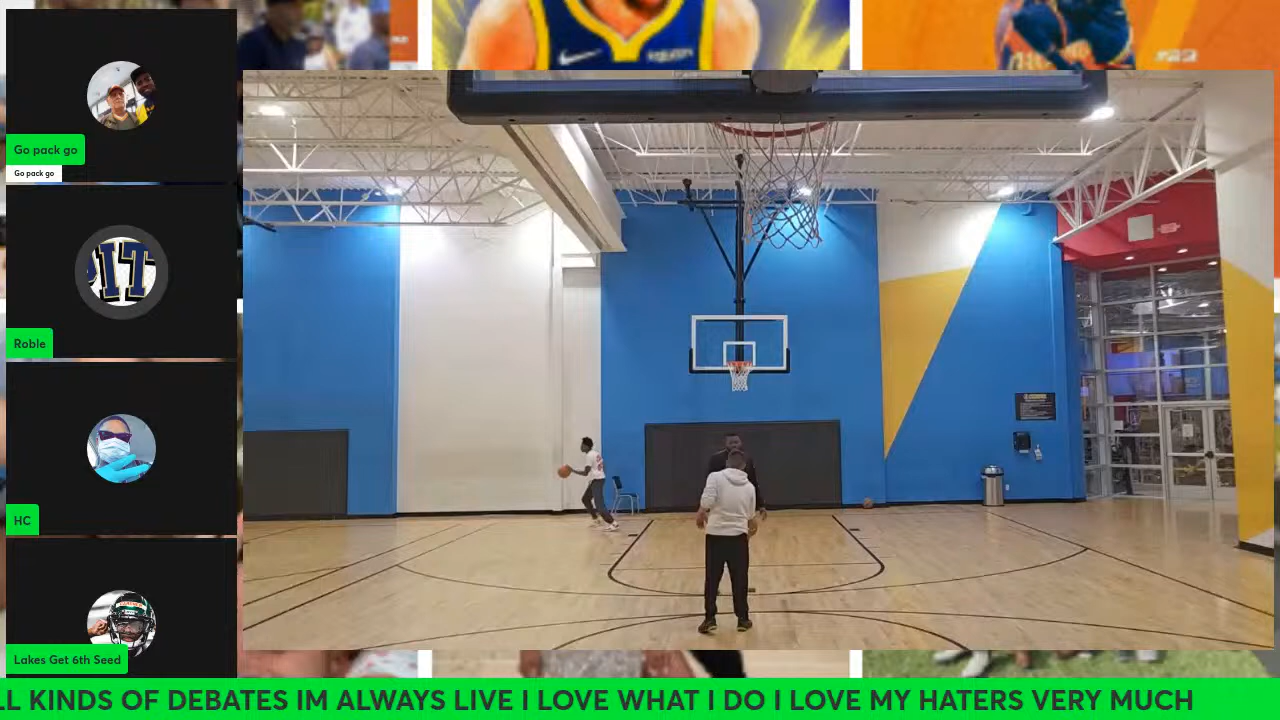 Go pack go
Go pack go
PIT
Roble
HC
Lakes Get 6th Seed
LL KINDS OF DEBATES IM ALWAYS LIVE I LOVE WHAT I DO I LOVE MY HATERS VERY MUCH